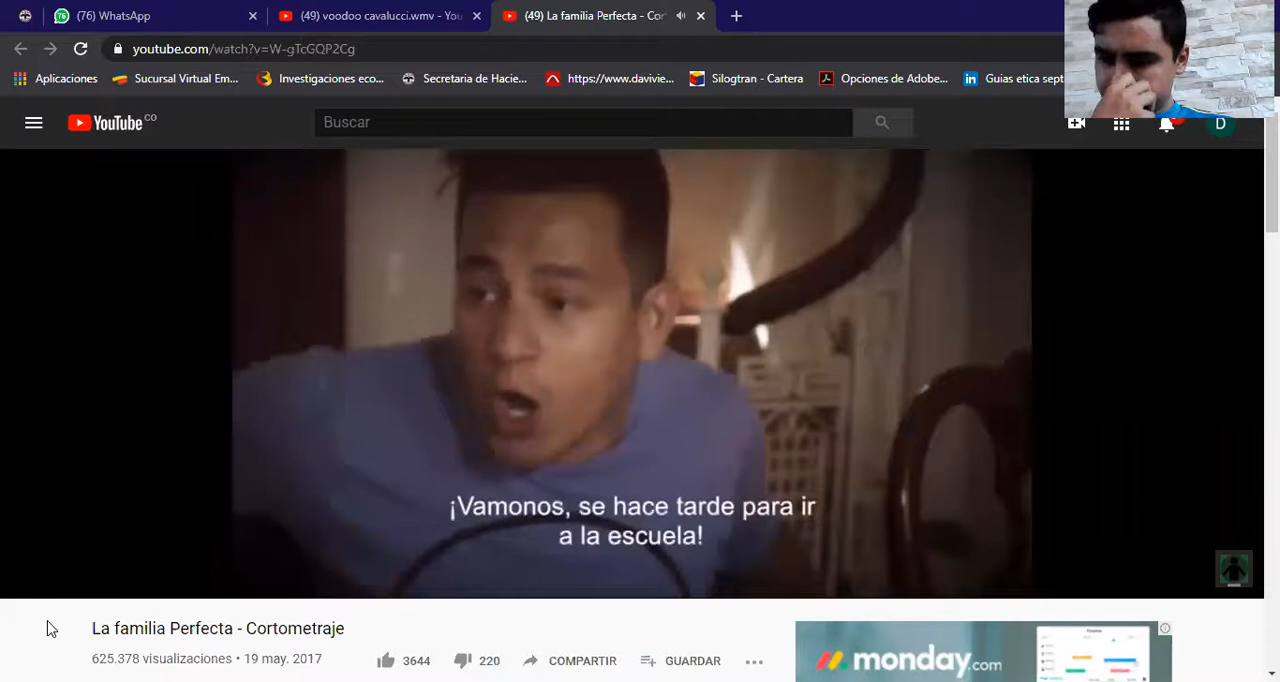 (76) WhatsApp
(49) voodoo cavalucci.wmv - You
(49) La familia Perfecta - Cor
youtube.com/watch?v=W-gTcGQP2Cg
Aplicaciones
Sucursal Virtual Em...
Investigaciones eco...
Secretaria de Hacie...
https://www.davivie...
Silogtran - Cartera
Opciones de Adobe...
Guias etica sept
YouTube CO
Buscar
D
¡Vamonos, se hace tarde para ir
a la escuela!
La familia Perfecta - Cortometraje
625.378 visualizaciones • 19 may. 2017
3644
220
COMPARTIR
GUARDAR
monday.com